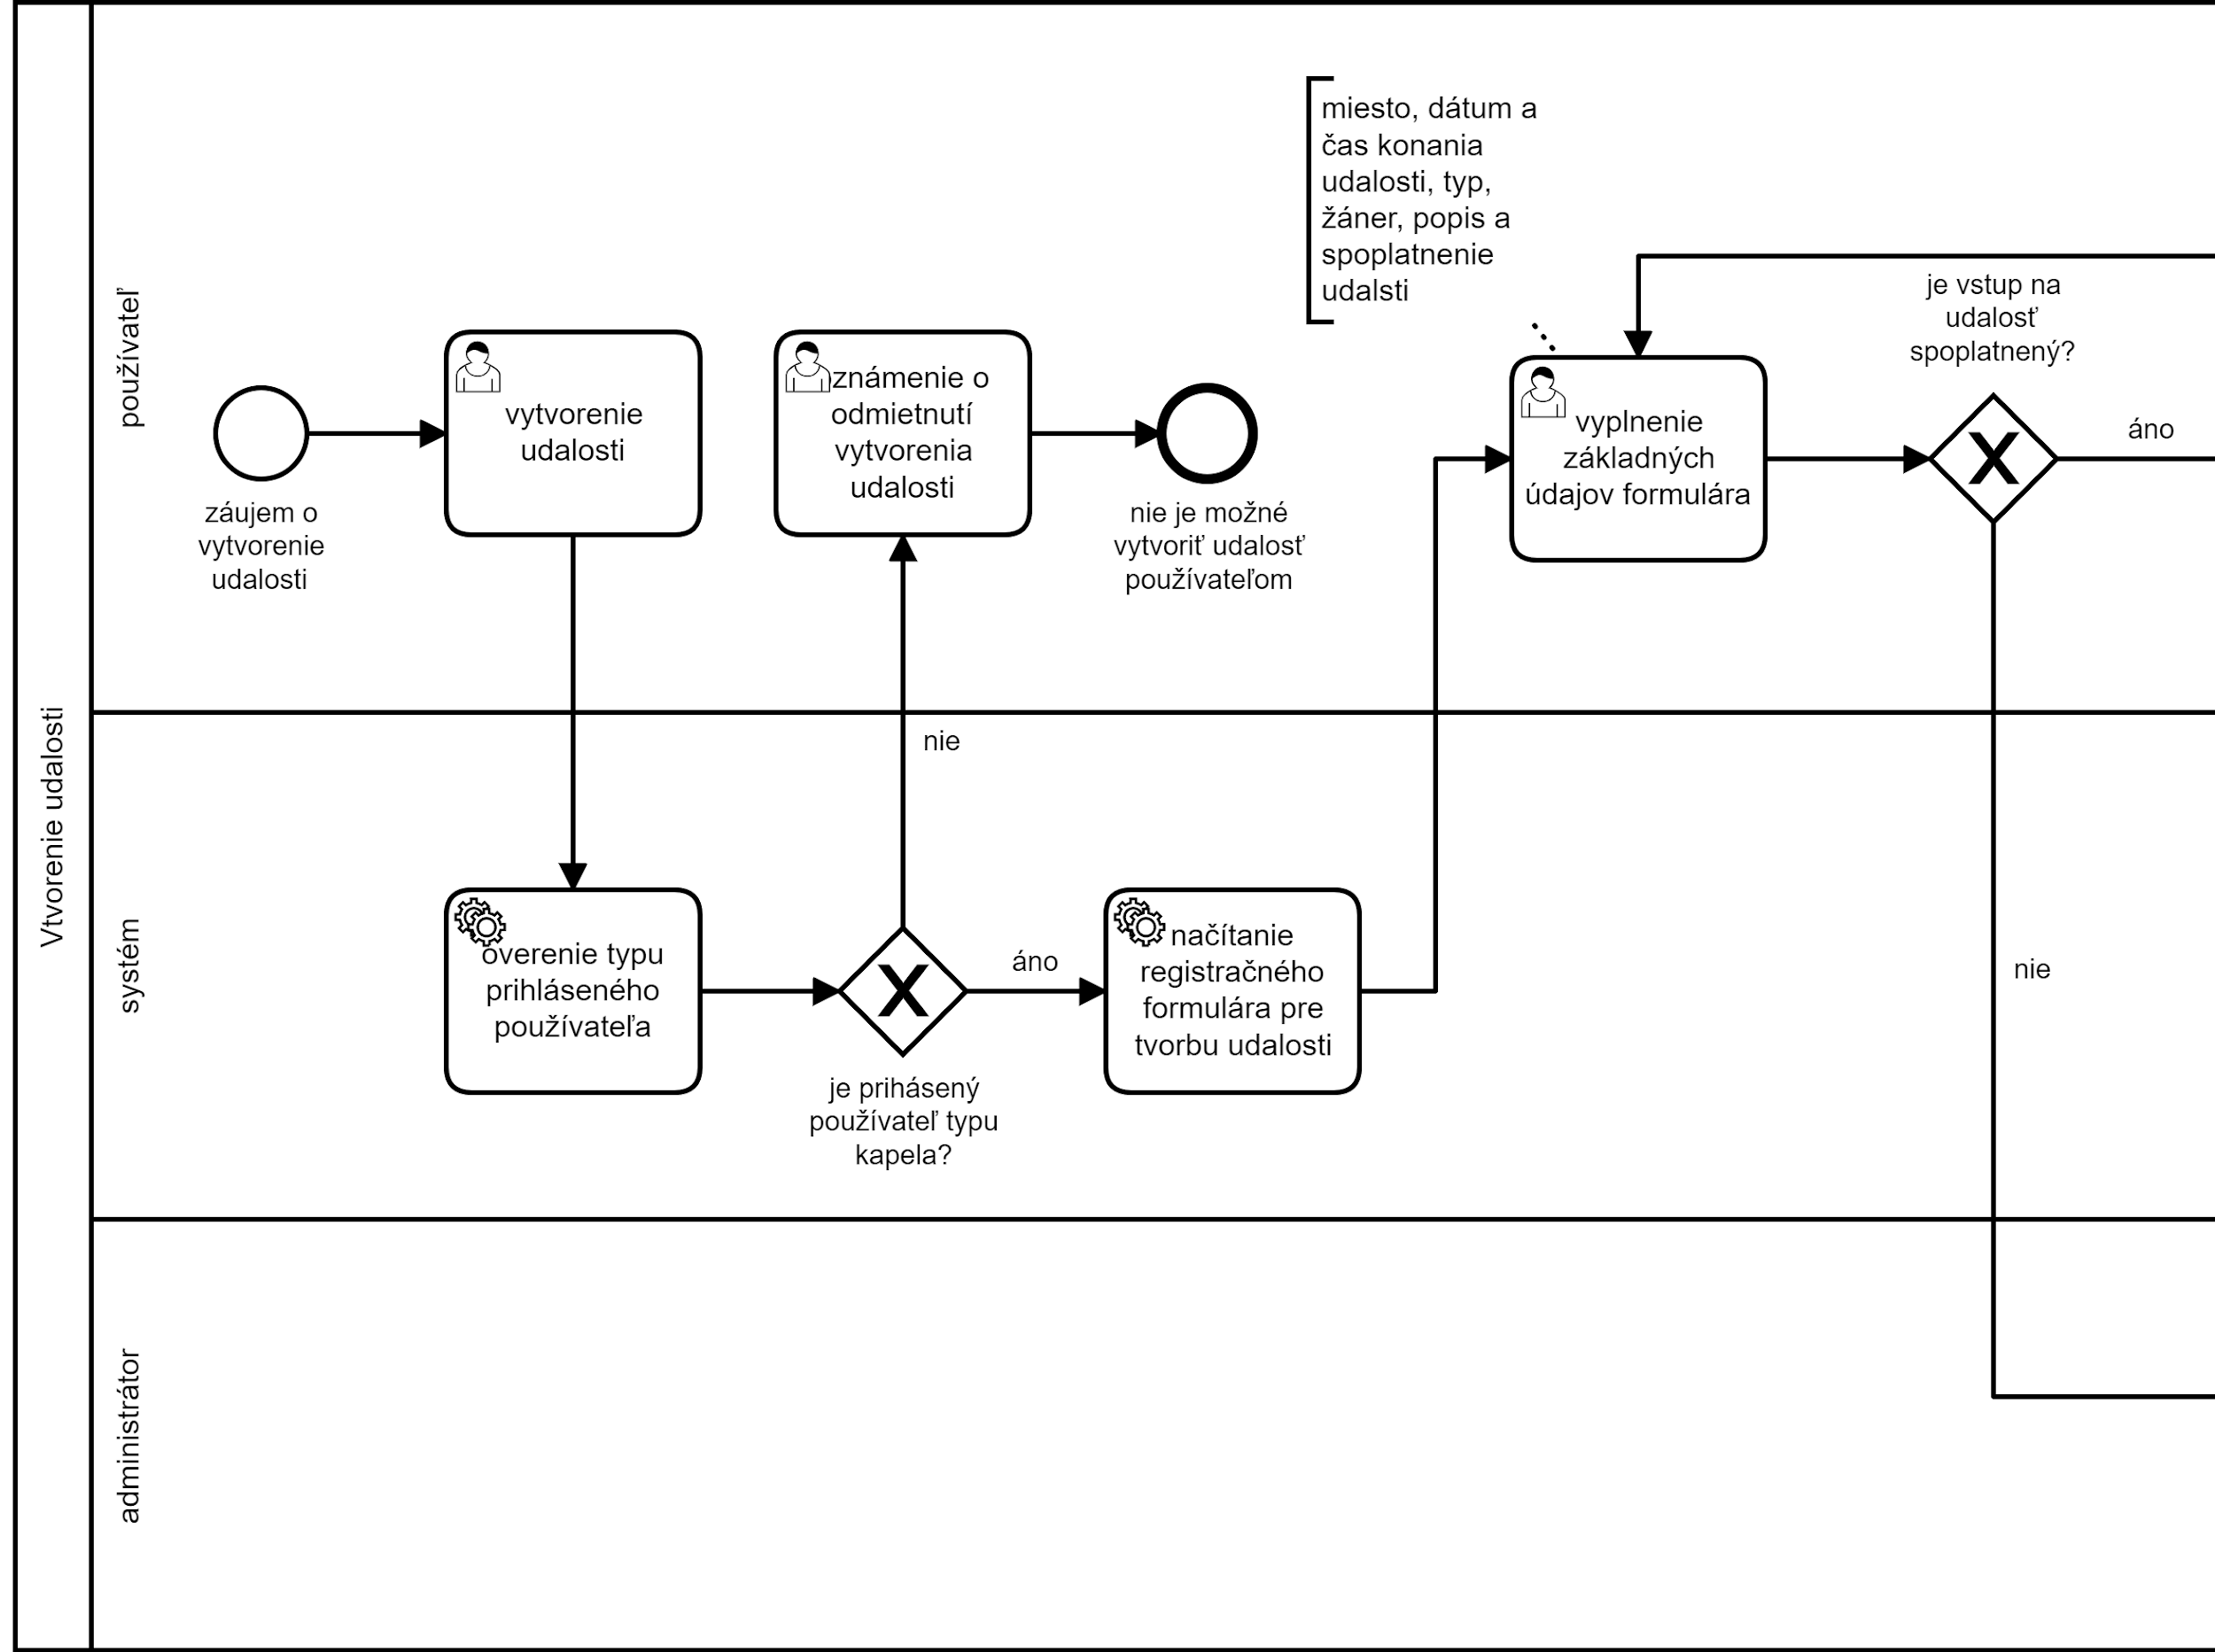 Vtvorenie udalosti
používateľ
záujem o
vytvorenie
udalosti
vytvorenie
udalosti
známenie o
odmietnutí
vytvorenia
udalosti
nie je možné
vytvoriť udalosť
používateľom
miesto, dátum a
čas konania
udalosti, typ,
žáner, popis a
spoplatnenie
udalsti
vyplnenie
základných
údajov formulára
je vstup na
udalosť
spoplatnený?
áno
nie
systém
overenie typu
prihláseného
používateľa
nie
je prihásený
používateľ typu
kapela?
áno
načítanie
registračného
formulára pre
tvorbu udalosti
administrátor